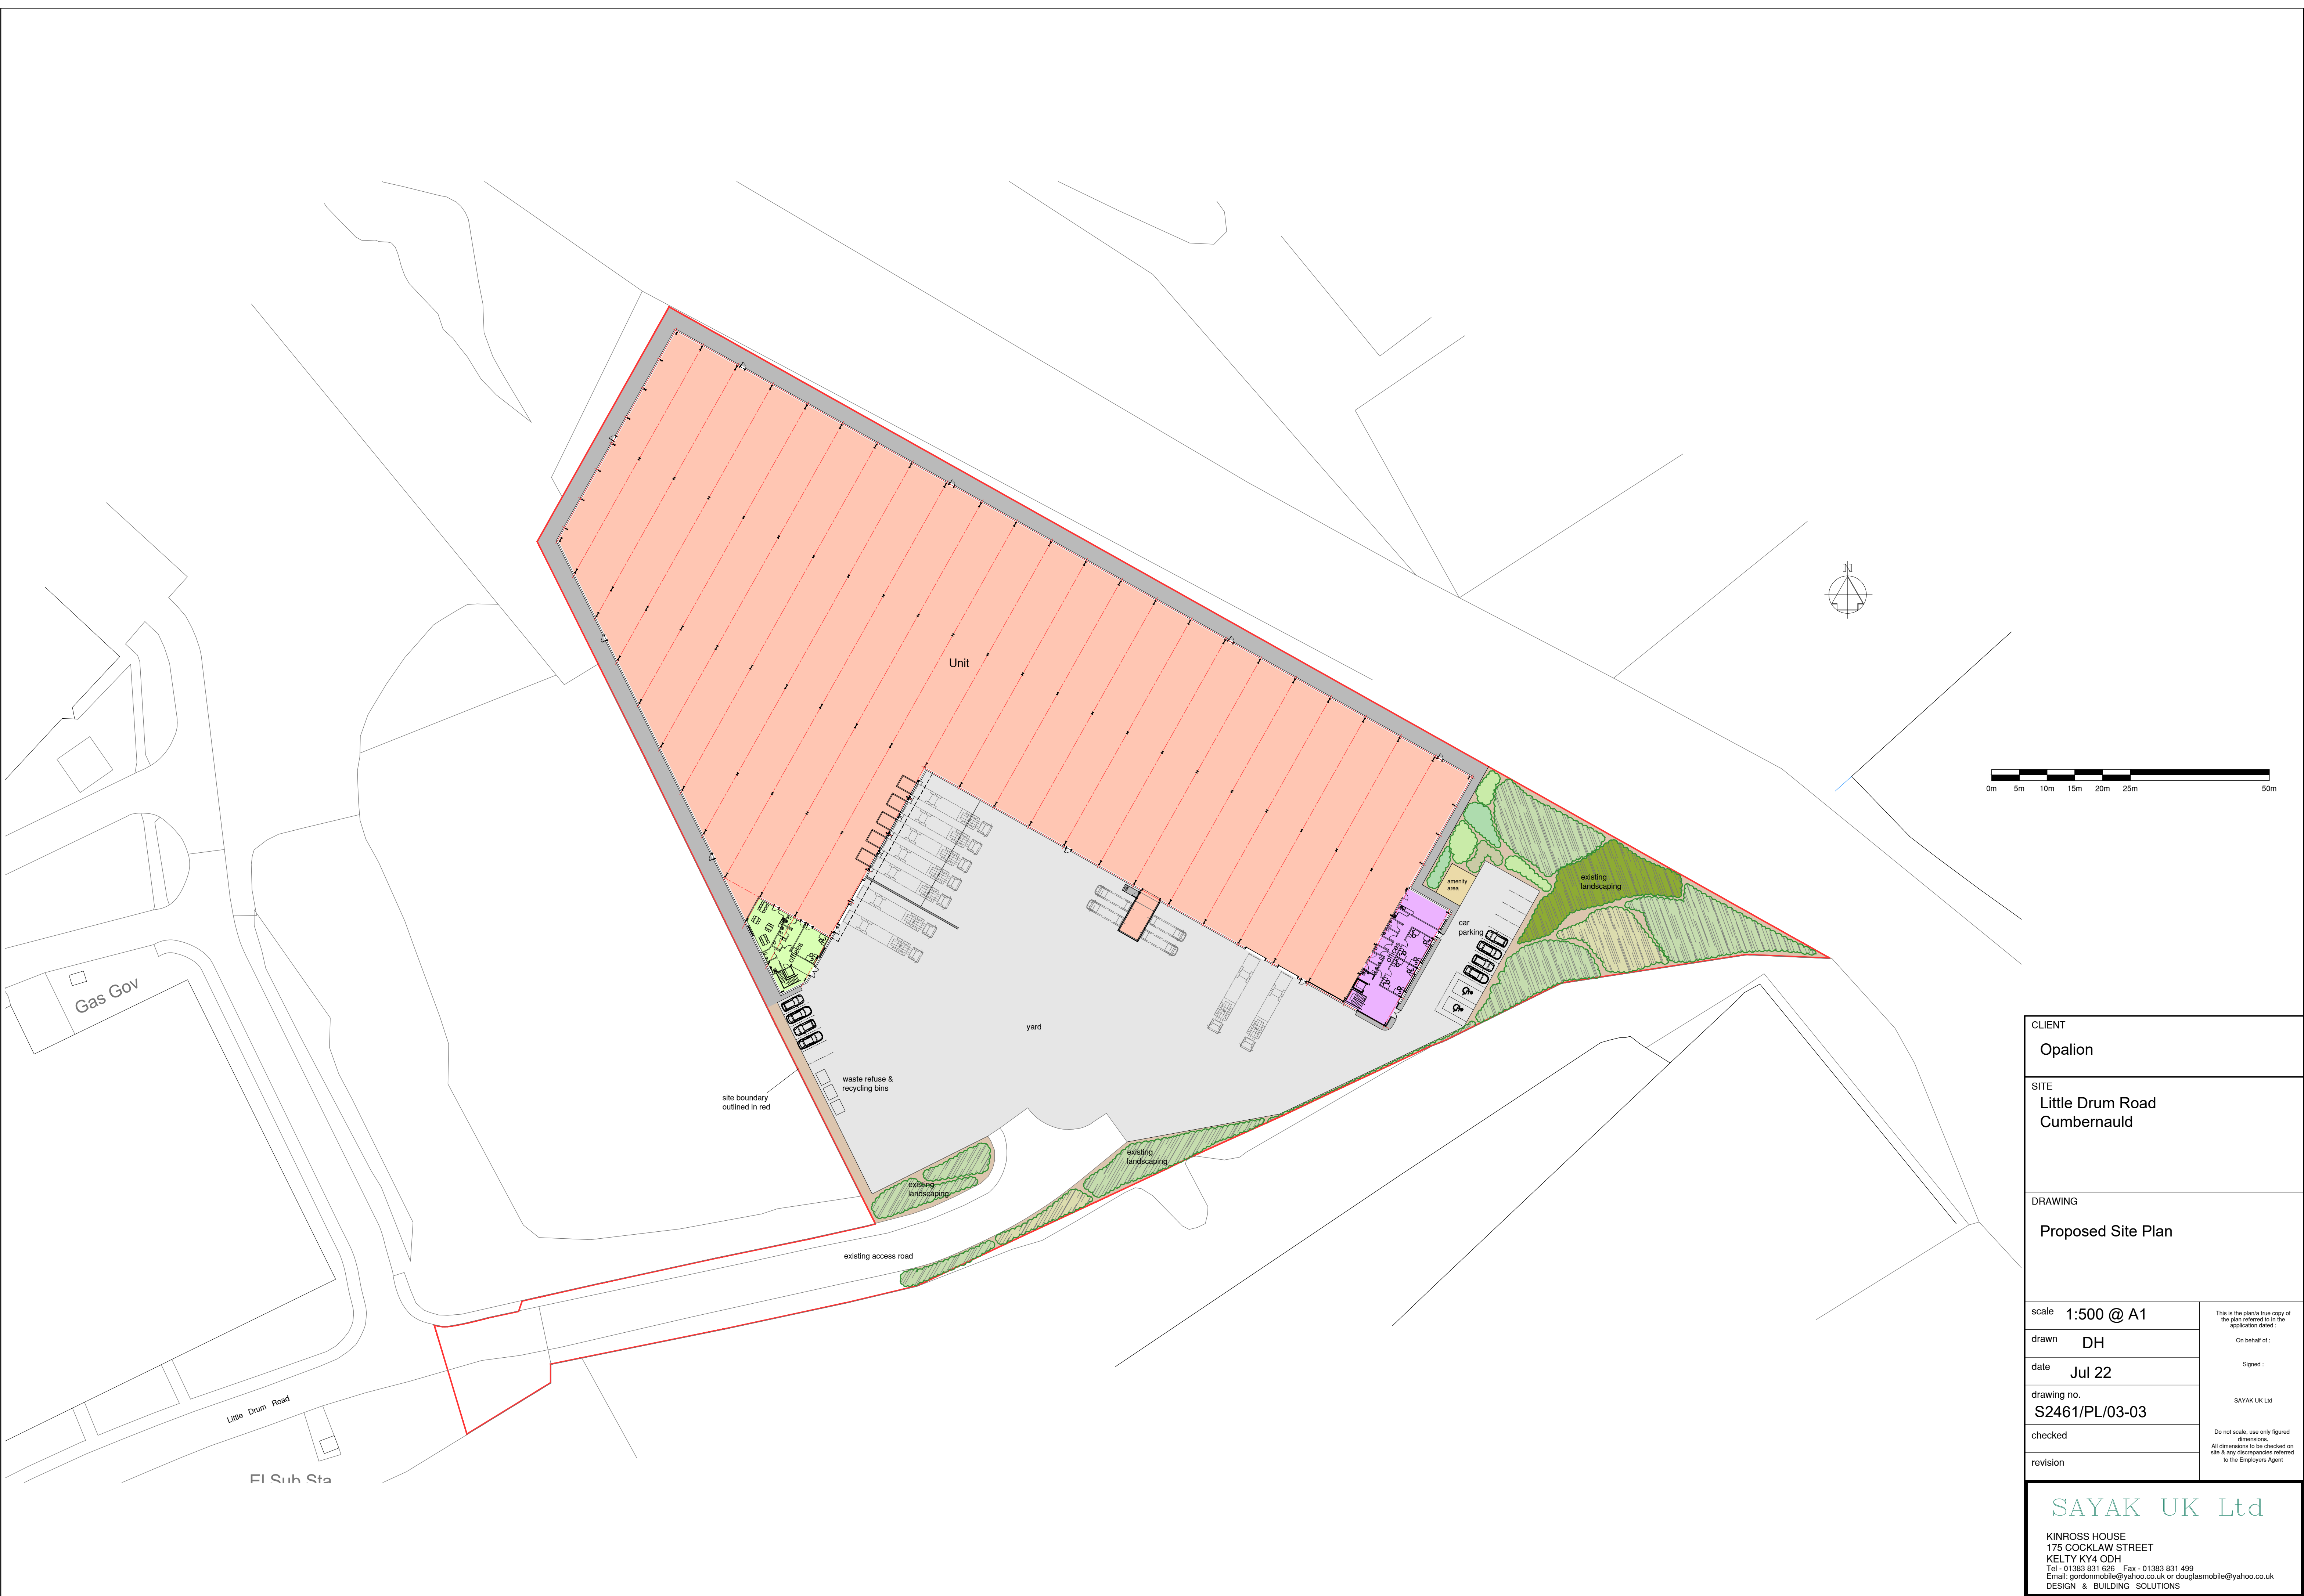 N
Unit
0m 5m 10m 15m 20m 25m 50m
amenity
area
existing
landscaping
car
parking
offices
offices
Gas Gov
yard
waste refuse &
recycling bins
site boundary
outlined in red
existing
landscaping
existing
landscaping
existing access road
Little Drum Road
El Sub Sta
CLIENT
Opalion
SITE
Little Drum Road
Cumbernauld
DRAWING
Proposed Site Plan
scale 1:500 @ A1
drawn DH
date Jul 22
drawing no.
S2461/PL/03-03
checked
revision
This is the plan/a true copy of
the plan referred to in the
application dated :
On behalf of :
Signed :
SAYAK UK Ltd
Do not scale, use only figured
dimensions.
All dimensions to be checked on
site & any discrepancies referred
to the Employers Agent
SAYAK UK Ltd
KINROSS HOUSE
175 COCKLAW STREET
KELTY KY4 ODH
Tel - 01383 831 626 Fax - 01383 831 499
Email: gordonmobile@yahoo.co.uk or douglasmobile@yahoo.co.uk
DESIGN & BUILDING SOLUTIONS